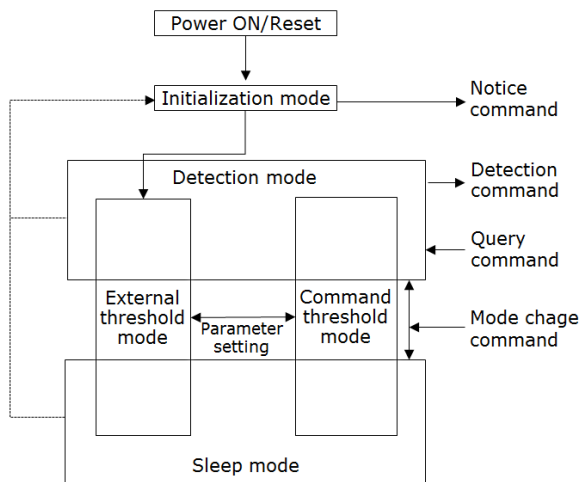 Power ON/Reset
Initialization mode
Notice
command
Detection mode
Detection
command
Query
command
External
threshold
mode
Parameter
setting
Command
threshold
mode
Mode chage
command
Sleep mode